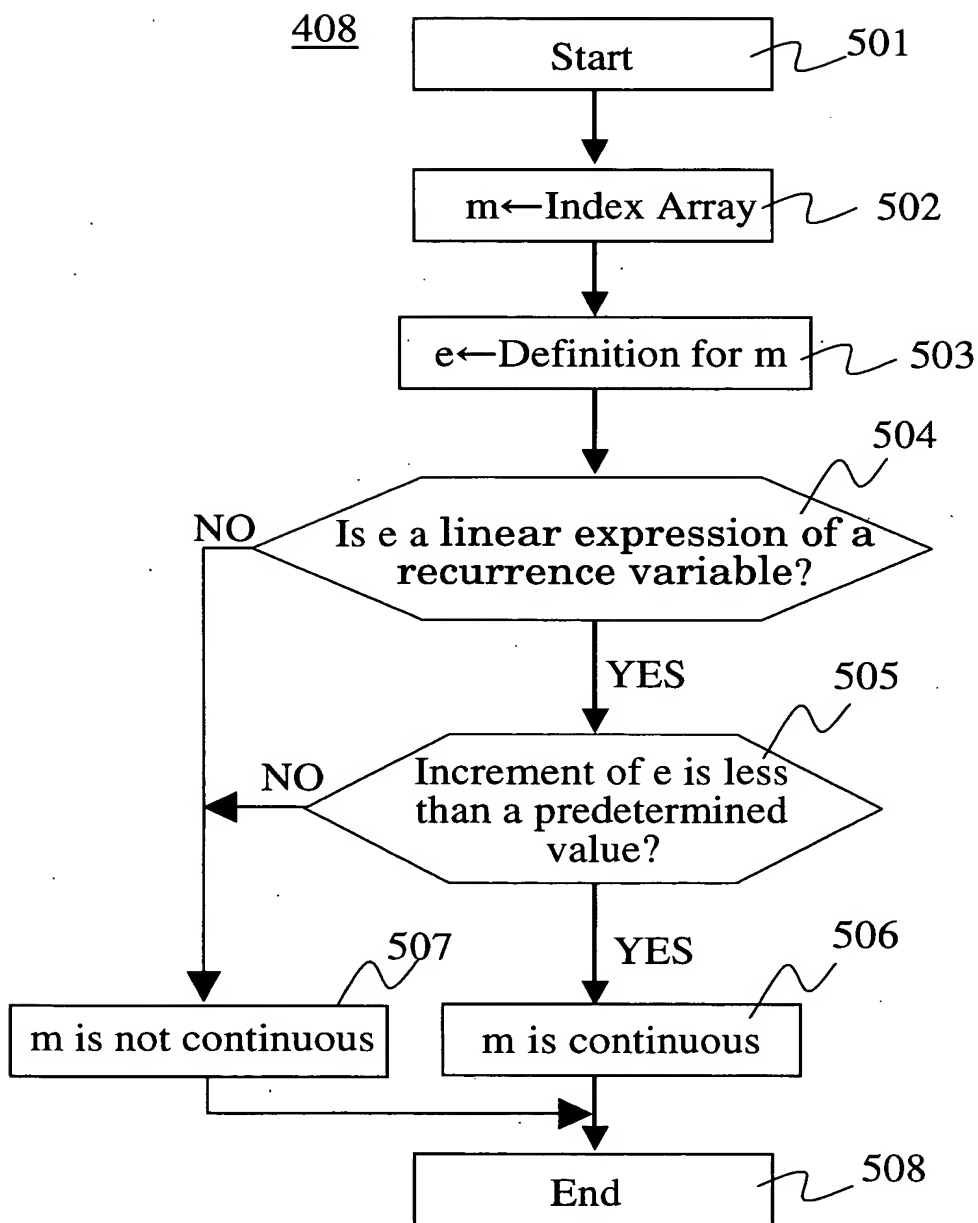 408
Start
501
m←Index Array
502
e←Definition for m
503
504
NO
Is e a linear expression of a
recurrence variable?
YES
505
NO
Increment of e is less
than a predetermined
value?
507
YES
506
m is not continuous
m is continuous
End
508